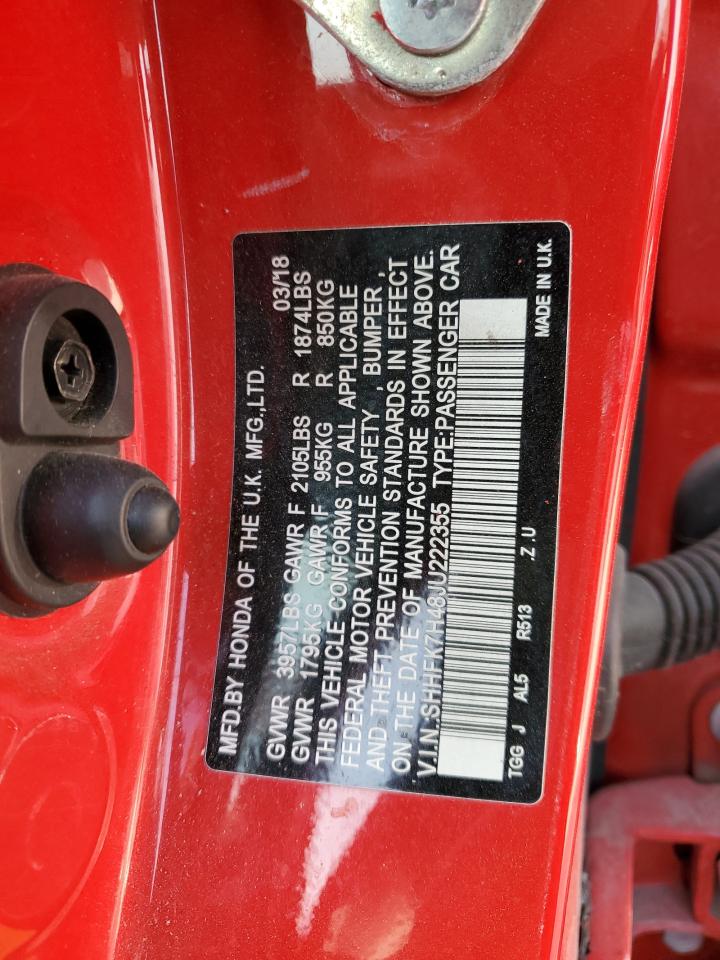 MFD.BY HONDA OF THE U.K. MFG.,LTD. 03/'18
GVWR 3957LBS GAWR F 2105LBS R 1874LBS
GVWR 1795KG GAWR F 955KG R 850KG
THIS VEHICLE CONFORMS TO ALL APPLICABLE
FEDERAL MOTOR VEHICLE SAFETY , BUMPER ,
AND THEFT PREVENTION STANDARDS IN EFFECT
ON THE DATE OF MANUFACTURE SHOWN ABOVE.
V.I.N.:SHHFK7H48JU222355 TYPE:PASSENGER CAR
TGG J AL5 R513 .Z .U MADE IN U.K.